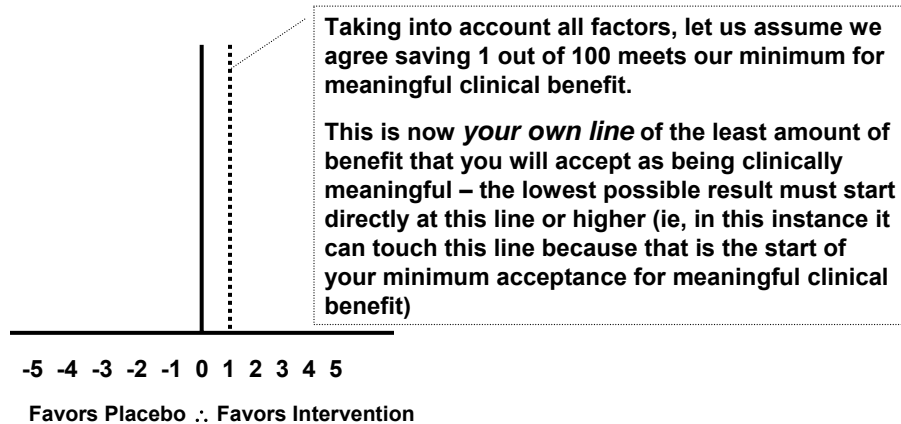 Taking into account all factors, let us assume we
agree saving 1 out of 100 meets our minimum for
meaningful clinical benefit.
This is now your own line of the least amount of
benefit that you will accept as being clinically
meaningful – the lowest possible result must start
directly at this line or higher (ie, in this instance it
can touch this line because that is the start of
your minimum acceptance for meaningful clinical
benefit)
-5 -4 -3 -2 -1 0 1 2 3 4 5
Favors Placebo ∴ Favors Intervention